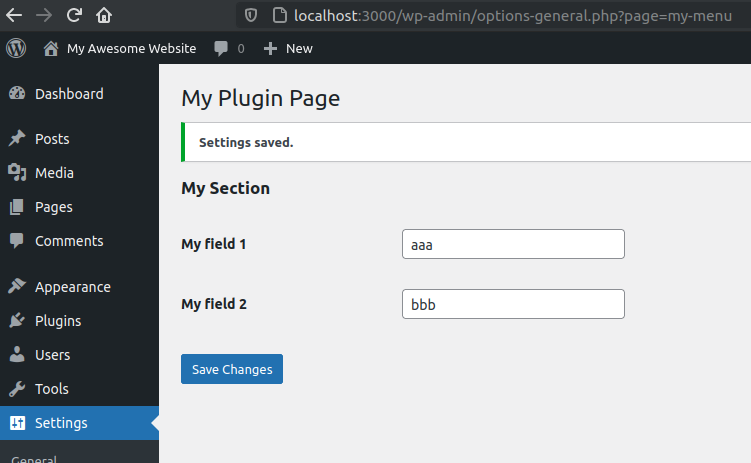 localhost:3000/wp-admin/options-general.php?page=my-menu
My Awesome Website 0 New
Dashboard
Posts
Media
Pages
Comments
Appearance
Plugins
Users
Tools
Settings
General
My Plugin Page
Settings saved.
My Section
My field 1 aaa
My field 2 bbb
Save Changes